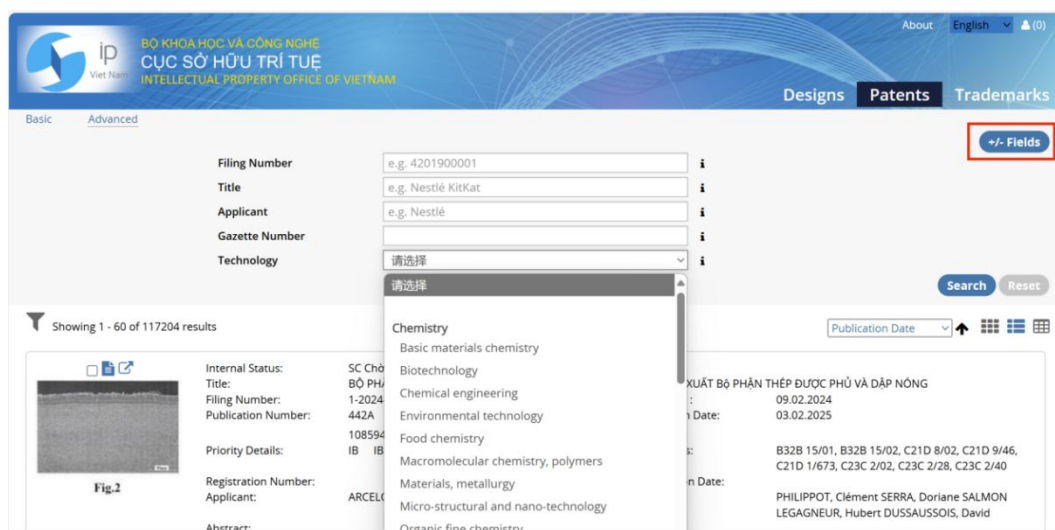 About English (0)
ip
Viet Nam
BỘ KHOA HỌC VÀ CÔNG NGHỆ
CỤC SỞ HỮU TRÍ TUỆ
INTELLECTUAL PROPERTY OFFICE OF VIETNAM
Designs Patents Trademarks
Basic Advanced
+/- Fields
Filing Number e.g. 4201900001 i
Title e.g. Nestlé KitKat i
Applicant e.g. Nestlé i
Gazette Number i
Technology 请选择 i
请选择
Search Reset
Chemistry
Basic materials chemistry
Biotechnology
Chemical engineering
Environmental technology
Food chemistry
Macromolecular chemistry, polymers
Materials, metallurgy
Micro-structural and nano-technology
Organic fine chemistry
Showing 1 - 60 of 117204 results
Publication Date
Internal Status: SC Chờ
Title: BỘ PHẬ XUẤT BỘ PHẬN THÉP ĐƯỢC PHỦ VÀ DẬP NÓNG
Filing Number: 1-2024 : 09.02.2024
Publication Number: 442A n Date: 03.02.2025
108594
Priority Details: IB IB s: B32B 15/01, B32B 15/02, C21D 8/02, C21D 9/46,
C21D 1/673, C23C 2/02, C23C 2/28, C23C 2/40
Registration Number: n Date:
Applicant: ARCELO PHILIPPOT, Clément SERRA, Doriane SALMON
LEGAGNEUR, Hubert DUSSAUSSOIS, David
Abstract:
Fig.2